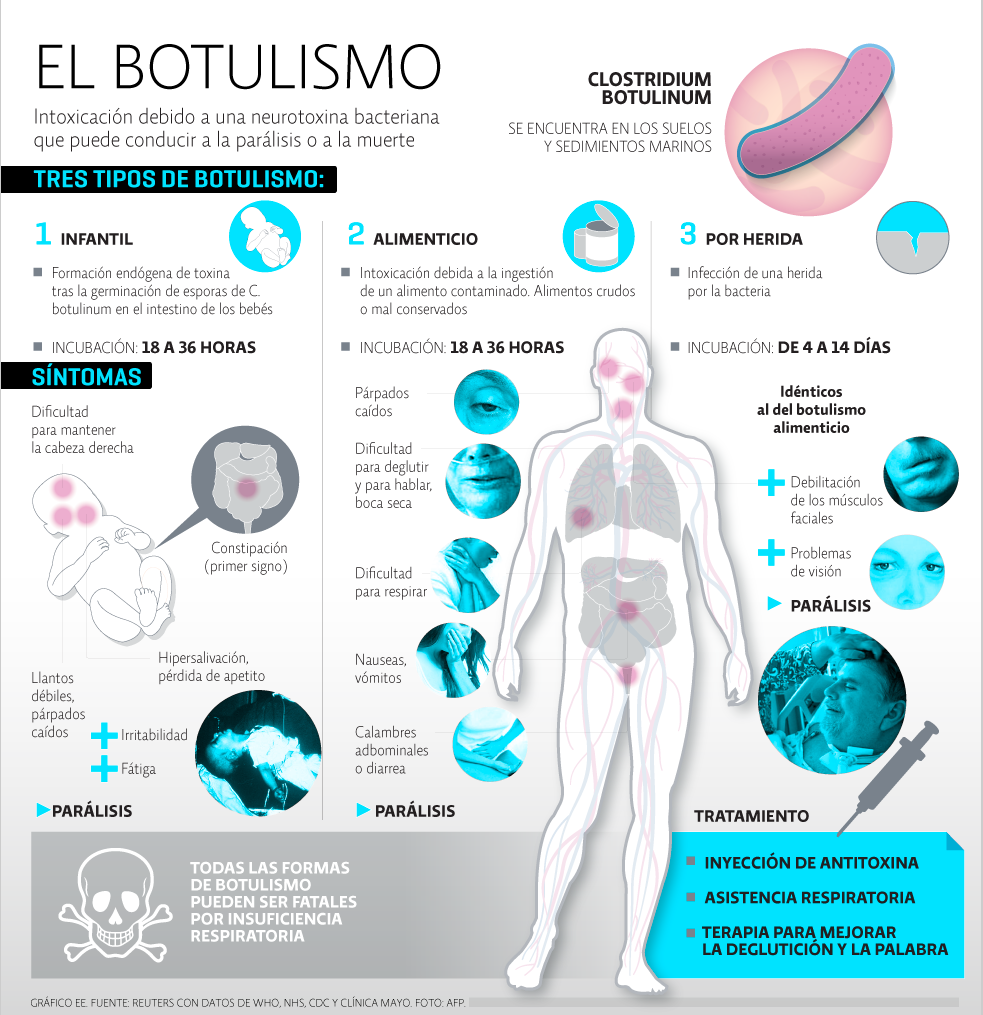 EL BOTULISMO
Intoxicación debido a una neurotoxina bacteriana
que puede conducir a la parálisis o a la muerte
CLOSTRIDIUM
BOTULINUM
SE ENCUENTRA EN LOS SUELOS
Y SEDIMIENTOS MARINOS
TRES TIPOS DE BOTULISMO:
1 INFANTIL
Formación endógena de toxina
tras la germinación de esporas de C.
botulinum en el intestino de los bebés
INCUBACIÓN: 18 A 36 HORAS
2 ALIMENTICIO
Intoxicación debida a la ingestión
de un alimento contaminado. Alimentos crudos
o mal conservados
INCUBACIÓN: 18 A 36 HORAS
3 POR HERIDA
Infección de una herida
por la bacteria
INCUBACIÓN: DE 4 A 14 DÍAS
SÍNTOMAS
Dificultad
para mantener
la cabeza derecha
Constipación
(primer signo)
Hipersalivación,
pérdida de apetito
Llantos
débiles,
párpados
caídos
Irritabilidad
Fátiga
PARÁLISIS
Párpados
caídos
Dificultad
para deglutir
y para hablar,
boca seca
Dificultad
para respirar
Nauseas,
vómitos
Calambres
adbominales
o diarrea
PARÁLISIS
Idénticos
al del botulismo
alimenticio
Debilitación
de los músculos
faciales
Problemas
de visión
PARÁLISIS
TODAS LAS FORMAS
DE BOTULISMO
PUEDEN SER FATALES
POR INSUFICIENCIA
RESPIRATORIA
TRATAMIENTO
INYECCIÓN DE ANTITOXINA
ASISTENCIA RESPIRATORIA
TERAPIA PARA MEJORAR
LA DEGLUTICIÓN Y LA PALABRA
GRÁFICO EE. FUENTE: REUTERS CON DATOS DE WHO, NHS, CDC Y CLÍNICA MAYO. FOTO: AFP.